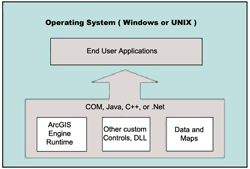 Operating System ( Windows or UNIX )
End User Applications
COM, Java, C++, or .Net
ArcGIS
Engine
Runtime
Other custom
Controls, DLL
Data and
Maps